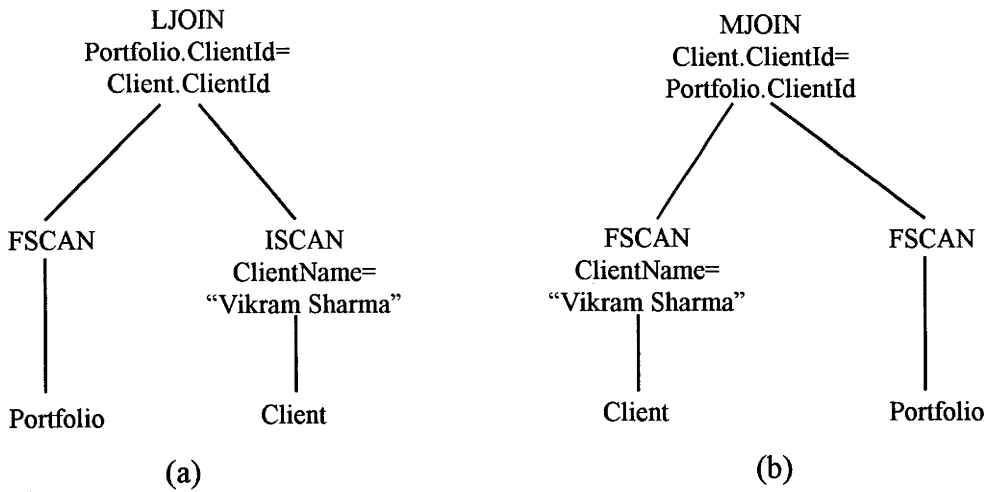 LJOIN
Portfolio.ClientId=
Client.ClientId
FSCAN
ISCAN
ClientName=
“Vikram Sharma”
Portfolio
Client
(a)
MJOIN
Client.ClientId=
Portfolio.ClientId
FSCAN
ClientName=
“Vikram Sharma”
FSCAN
Client
Portfolio
(b)